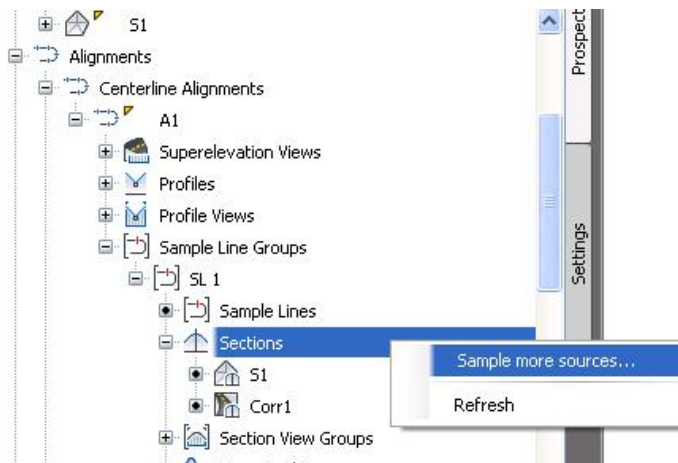 S1
Alignments
Centerline Alignments
A1
Superelevation Views
Profiles
Profile Views
Sample Line Groups
SL 1
Sample Lines
Sections
S1
Corr1
Section View Groups
Sample more sources...
Refresh
Prospect
Settings